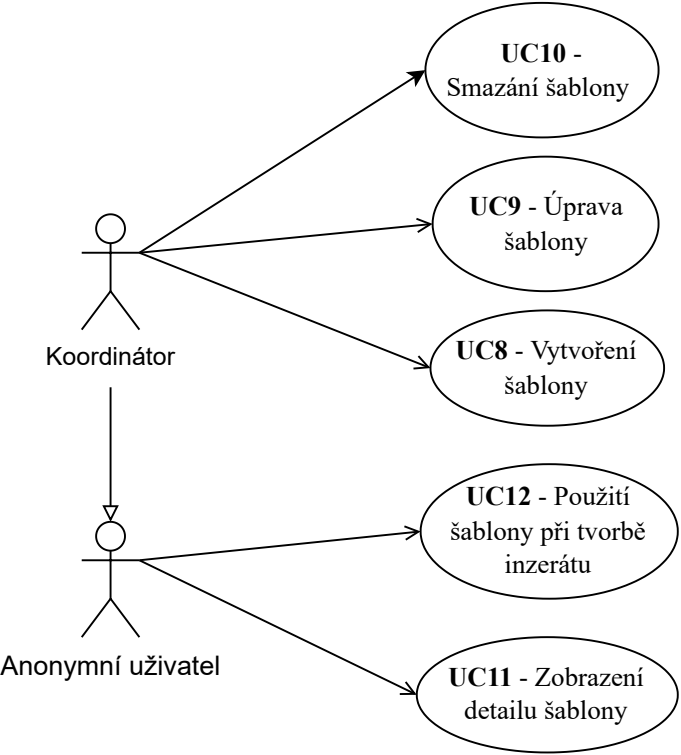 UC10 -
Smazání šablony
UC9 - Úprava
šablony
UC8 - Vytvoření
šablony
Koordinátor
UC12 - Použití
šablony při tvorbě
inzerátu
Anonymní uživatel
UC11 - Zobrazení
detailu šablony